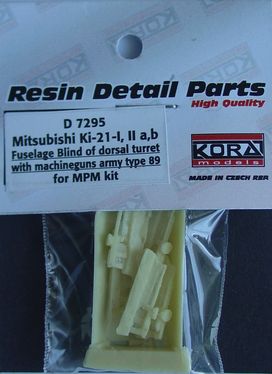 Resin Detail Parts
High Quality
D 7295
Mitsubishi Ki-21-I, II a,b
Fuselage Blind of dorsal turret
with machineguns army type 89
for MPM kit
KORA
models
MADE IN CZECH RBR